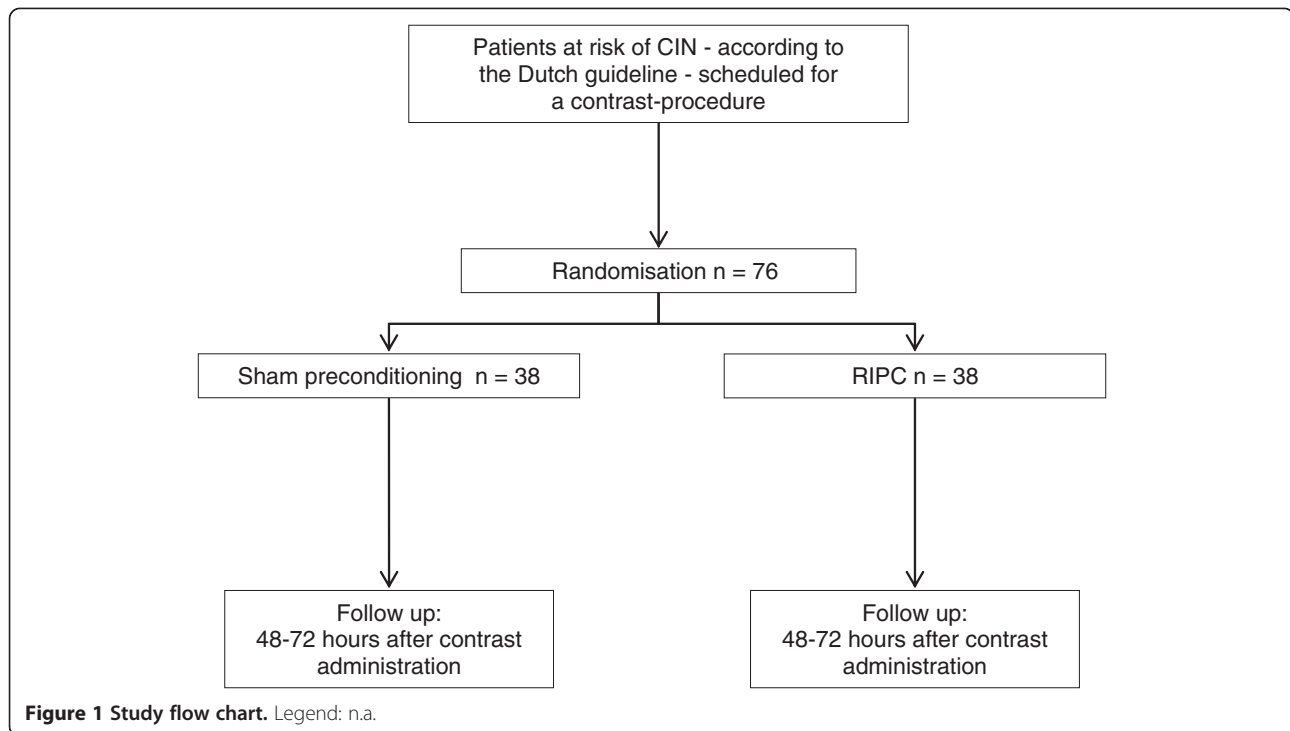 Patients at risk of CIN - according to
the Dutch guideline - scheduled for
a contrast-procedure
Randomisation n = 76
Sham preconditioning n = 38
RIPC n = 38
Follow up:
48-72 hours after contrast
administration
Follow up:
48-72 hours after contrast
administration
Figure 1 Study flow chart. Legend: n.a.